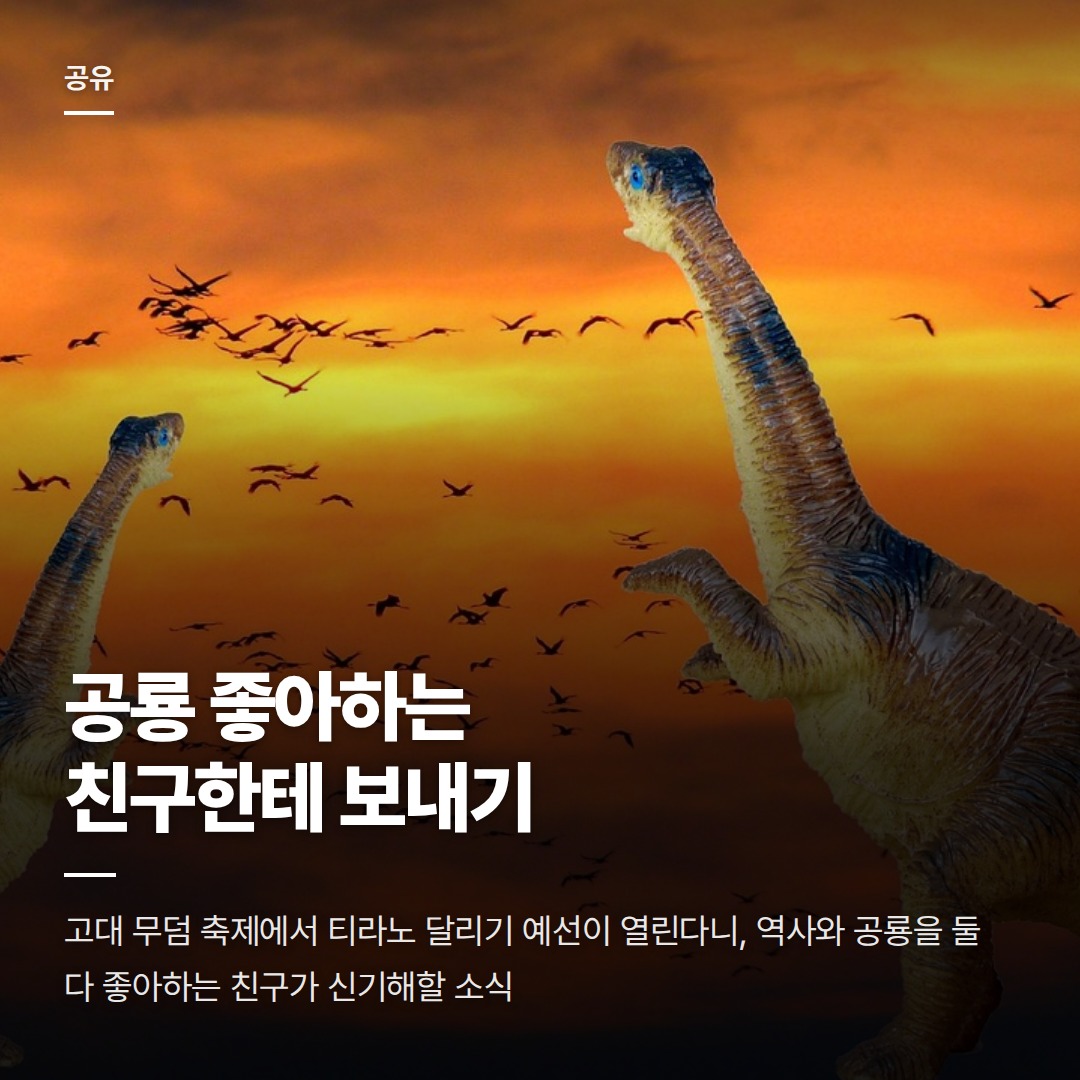 공유
공룡 좋아하는
친구한테 보내기
고대 무덤 축제에서 티라노 달리기 예선이 열린다니, 역사와 공룡을 둘
다 좋아하는 친구가 신기해할 소식